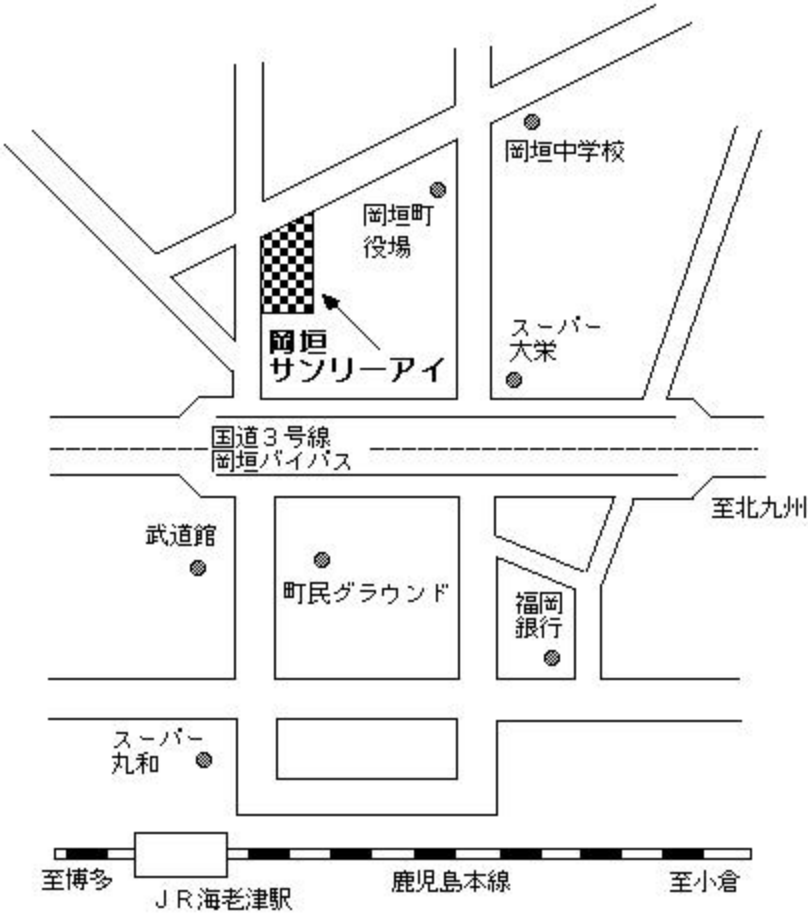 岡垣中学校
岡垣町
役場
スーパー
大栄
岡垣
サンリーアイ
国道３号線
岡垣バイパス
至北九州
武道館
町民グラウンド
福岡
銀行
スーパー
丸和
至博多
ＪＲ海老津駅
鹿児島本線
至小倉